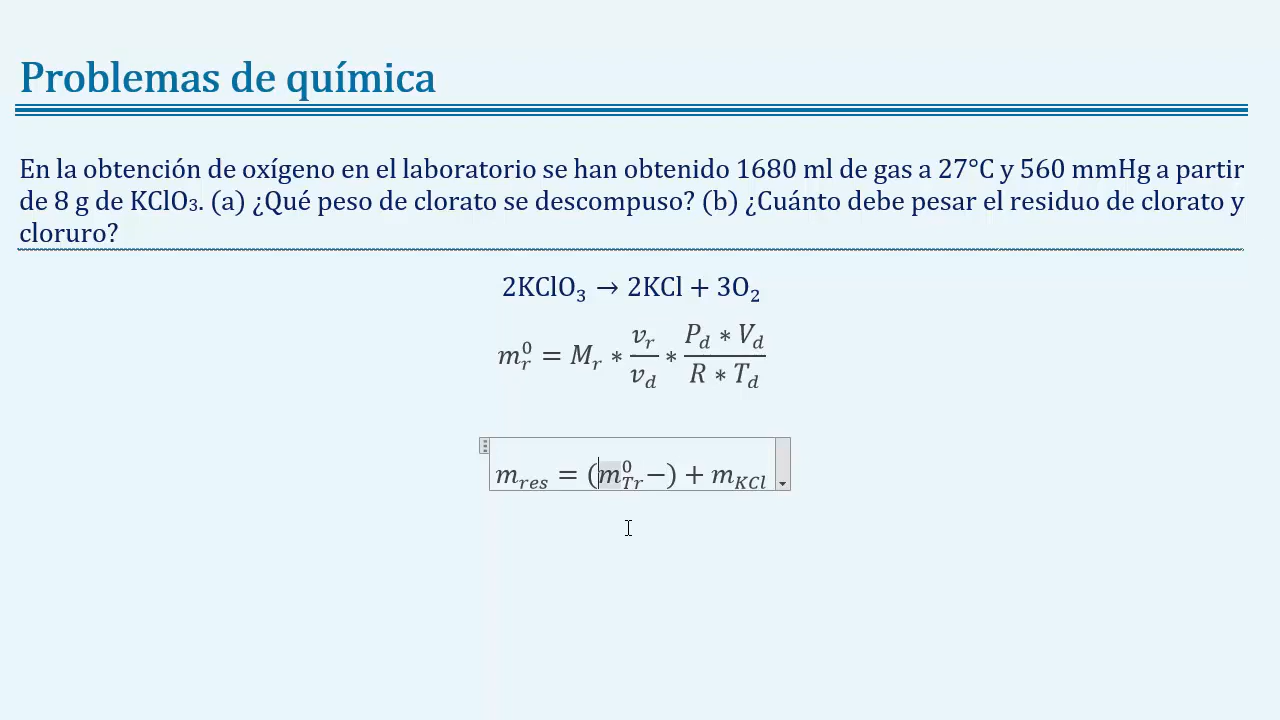 Problemas de química
En la obtención de oxígeno en el laboratorio se han obtenido 1680 ml de gas a 27°C y 560 mmHg a partir
de 8 g de KClO₃. (a) ¿Qué peso de clorato se descompuso? (b) ¿Cuánto debe pesar el residuo de clorato y
cloruro?
2KClO₃ → 2KCl + 3O₂
m_r^0 = M_r * v_r/v_d * (P_d * V_d)/(R * T_d)
m_res = (m_Tr^0 −) + m_KCl